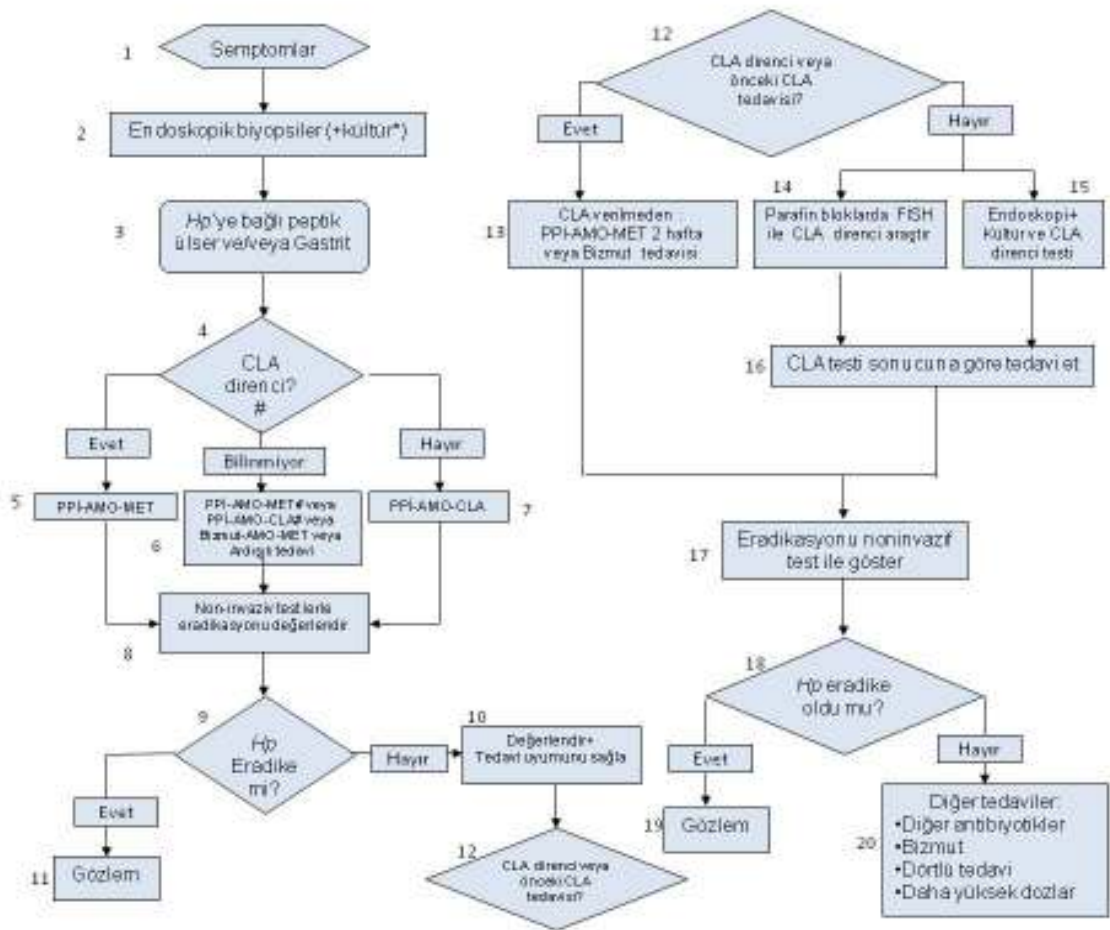 1
Semptomlar
2
Endoskopik biyopsiler (+kültür*)
3
Hp'ye bağlı peptik
ülser ve/veya Gastrit
4
CLA
direnci?
#
Evet
Bilinmiyor
Hayır
5
PPİ-AMO-MET
6
PPİ-AMO-MET# veya
PPİ-AMO-CLA# veya
Bizmut-AMO-MET veya
Ardışık tedavi
PPİ-AMO-CLA
7
8
Non-invaziv testlerle
eradikasyonu değerlendir
9
Hp
Eradike
mi?
Evet
Hayır
10
Değerlendir+
Tedavi uyumunu sağla
11
Gözlem
12
CLA direnci veya
önceki CLA
tedavisi?
12
CLA direnci veya
önceki CLA
tedavisi?
Evet
Hayır
13
CLA verilmeden
PPİ-AMO-MET 2 hafta
veya Bizmut tedavisi
14
Parafin bloklarda FISH
ile CLA direnci araştır
15
Endoskopi+
Kültür ve CLA
direnci testi
16
CLA testi sonucuna göre tedavi et
17
Eradikasyonu noninvazif
test ile göster
18
Hp eradike
oldu mu?
Evet
Hayır
19
Gözlem
20
Diğer tedaviler:
•Diğer antibiyotikler
•Bizmut
•Dörtlü tedavi
•Daha yüksek dozlar